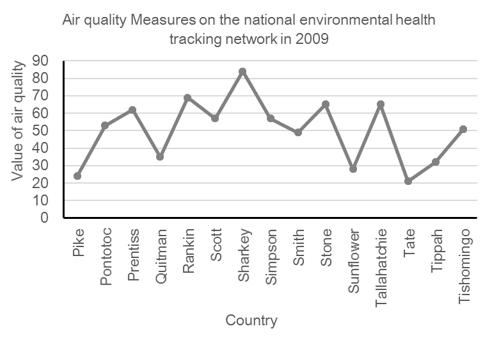 Air quality Measures on the national environmental health
tracking network in 2009
Value of air quality
90
80
70
60
50
40
30
20
10
0
Pike
Pontotoc
Prentiss
Quitman
Rankin
Scott
Sharkey
Simpson
Smith
Stone
Sunflower
Tallahatchie
Tate
Tippah
Tishomingo
Country